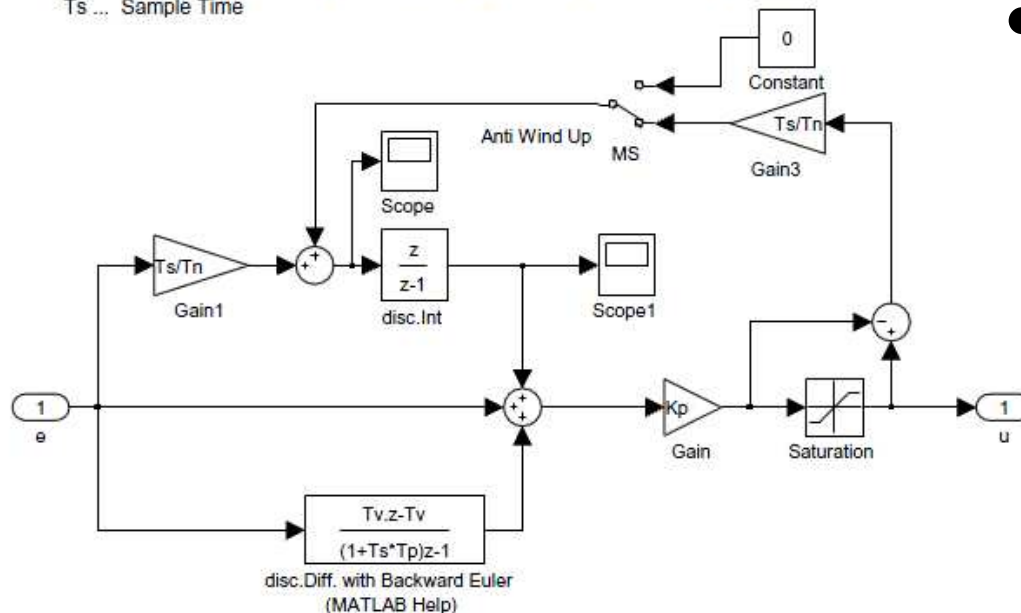 Ts ... Sample Time
0
Constant
Ts/Tn
Gain3
Anti Wind Up
MS
Scope
Ts/Tn
Gain1
z
z-1
disc.Int
Scope1
1
e
Kp
Gain
Saturation
1
u
Tv.z-Tv
(1+Ts*Tp)z-1
disc.Diff. with Backward Euler
(MATLAB Help)